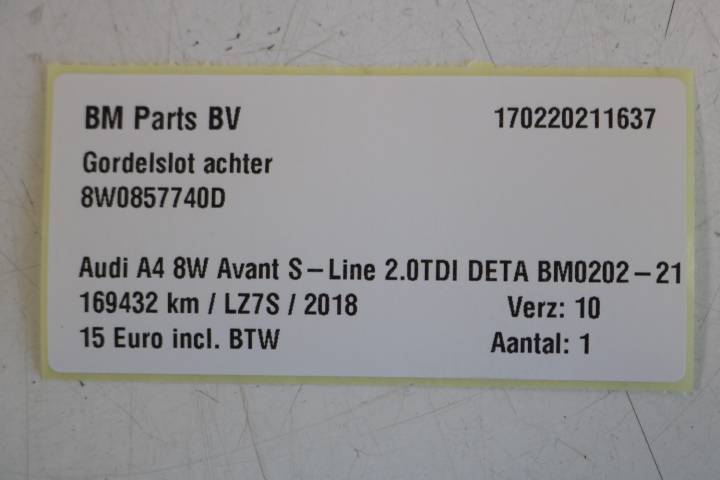 BM Parts BV 170220211637
Gordelslot achter
8W0857740D
Audi A4 8W Avant S-Line 2.0TDI DETA BM0202-21
169432 km / LZ7S / 2018 Verz: 10
15 Euro incl. BTW Aantal: 1